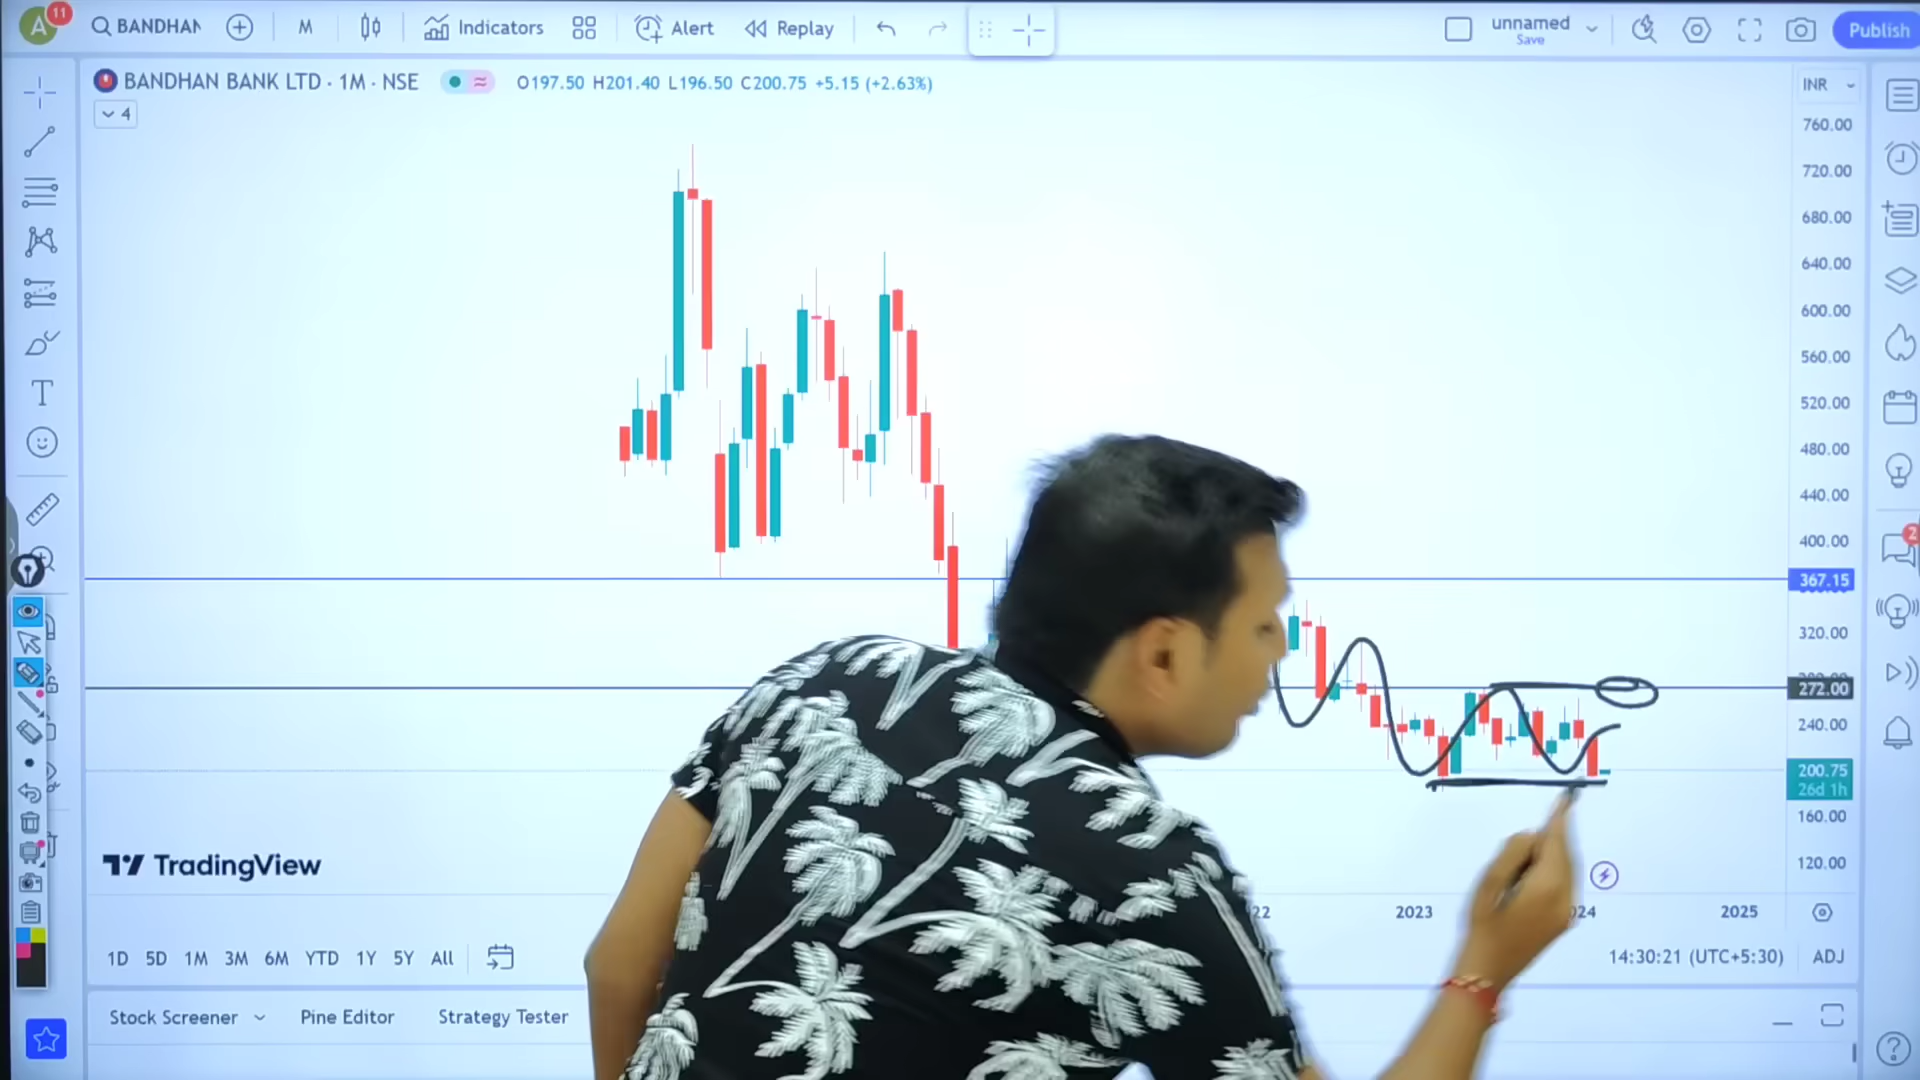 A 11 BANDHAN M Indicators Alert Replay unnamed Save Publish
BANDHAN BANK LTD · 1M · NSE O197.50 H201.40 L196.50 C200.75 +5.15 (+2.63%) INR
4
760.00
720.00
680.00
640.00
600.00
560.00
520.00
480.00
440.00
400.00
367.15
320.00
272.00
240.00
200.75
26d 1h
160.00
120.00
2
TradingView
22 2023 024 2025
1D 5D 1M 3M 6M YTD 1Y 5Y All 14:30:21 (UTC+5:30) ADJ
Stock Screener Pine Editor Strategy Tester